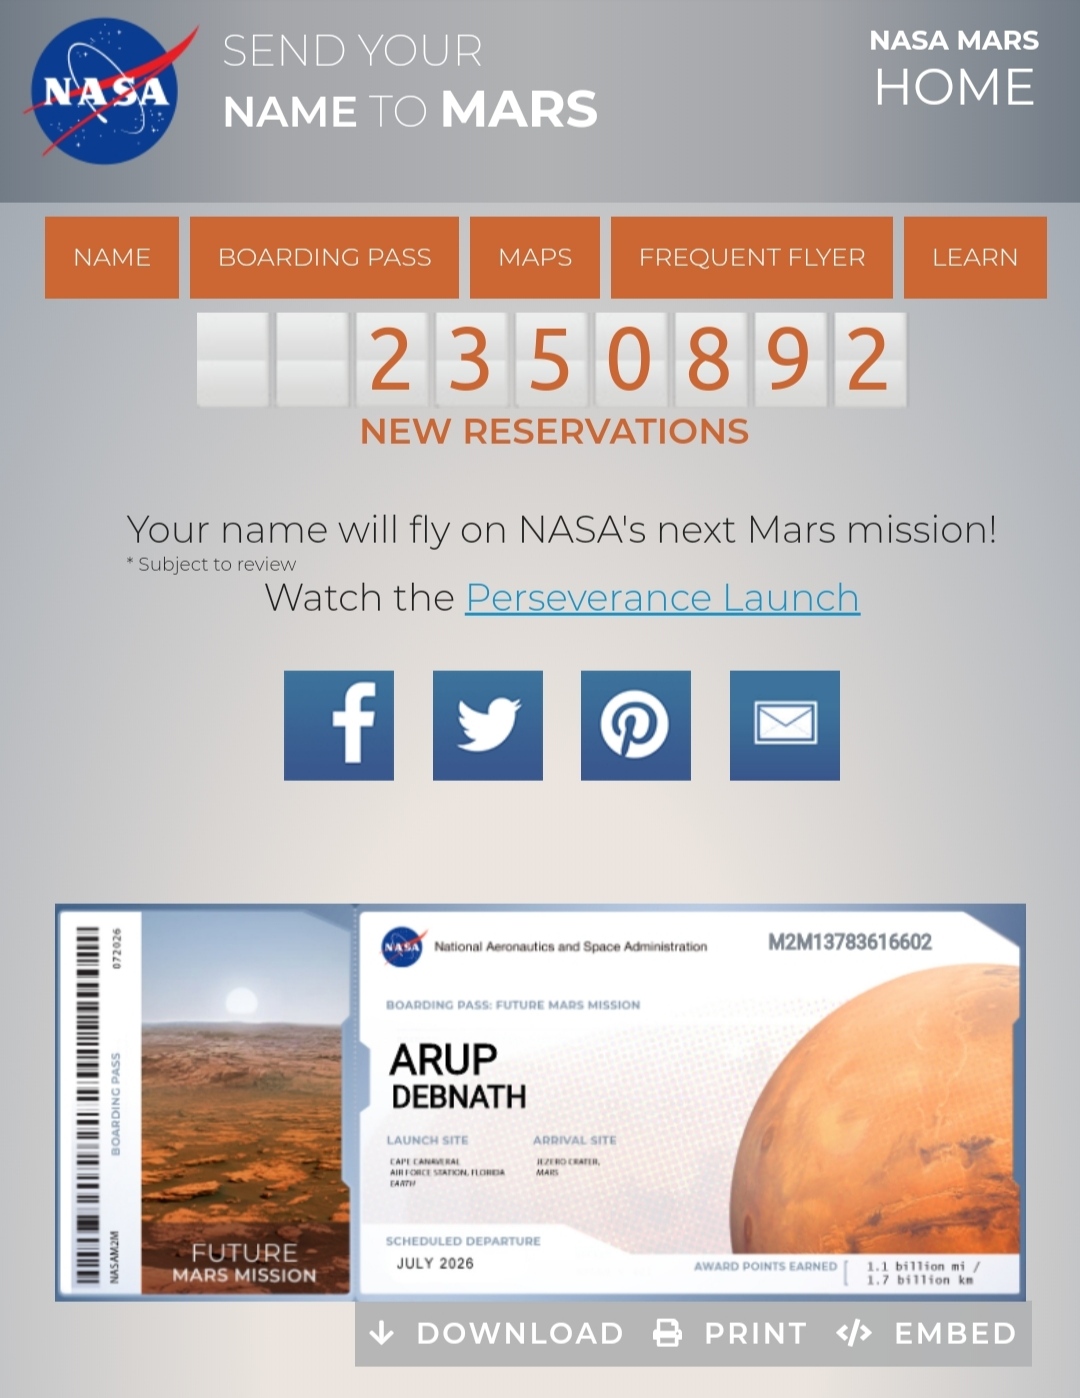 NASA
SEND YOUR
NAME TO MARS
NASA MARS
HOME
NAME
BOARDING PASS
MAPS
FREQUENT FLYER
LEARN
2350892
NEW RESERVATIONS
Your name will fly on NASA's next Mars mission!
* Subject to review
Watch the Perseverance Launch
072026
BOARDING PASS
NASAM2M
FUTURE
MARS MISSION
NASA
National Aeronautics and Space Administration
M2M13783616602
BOARDING PASS: FUTURE MARS MISSION
ARUP
DEBNATH
LAUNCH SITE
CAPE CANAVERAL
AIR FORCE STATION, FLORIDA
EARTH
ARRIVAL SITE
JEZERO CRATER,
MARS
SCHEDULED DEPARTURE
JULY 2026
AWARD POINTS EARNED
1.1 billion mi /
1.7 billion km
DOWNLOAD
PRINT
EMBED